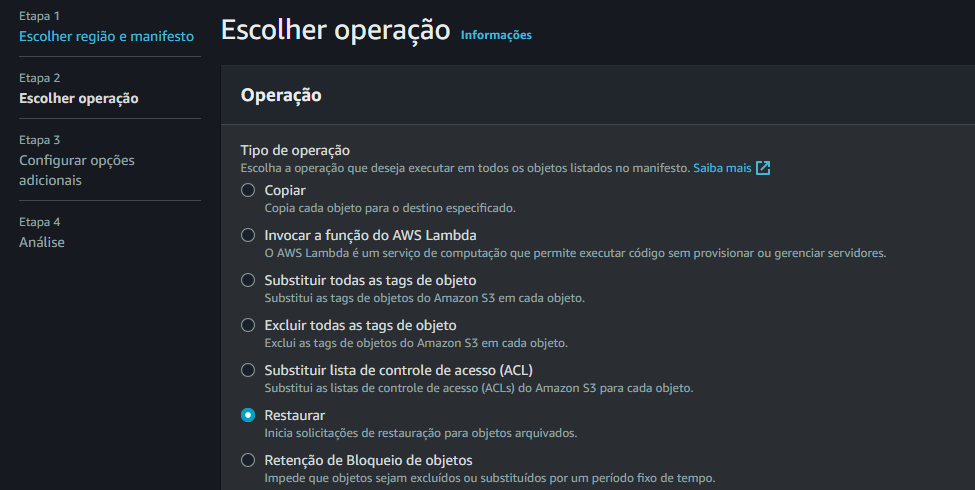 Etapa 1
Escolher região e manifesto
Etapa 2
Escolher operação
Etapa 3
Configurar opções
adicionais
Etapa 4
Análise
Escolher operação Informações
Operação
Tipo de operação
Escolha a operação que deseja executar em todos os objetos listados no manifesto. Saiba mais
Copiar
Copia cada objeto para o destino especificado.
Invocar a função do AWS Lambda
O AWS Lambda é um serviço de computação que permite executar código sem provisionar ou gerenciar servidores.
Substituir todas as tags de objeto
Substitui as tags de objetos do Amazon S3 em cada objeto.
Excluir todas as tags de objeto
Exclui as tags de objetos do Amazon S3 em cada objeto.
Substituir lista de controle de acesso (ACL)
Substitui as listas de controle de acesso (ACLs) do Amazon S3 para cada objeto.
Restaurar
Inicia solicitações de restauração para objetos arquivados.
Retenção de Bloqueio de objetos
Impede que objetos sejam excluídos ou substituídos por um período fixo de tempo.